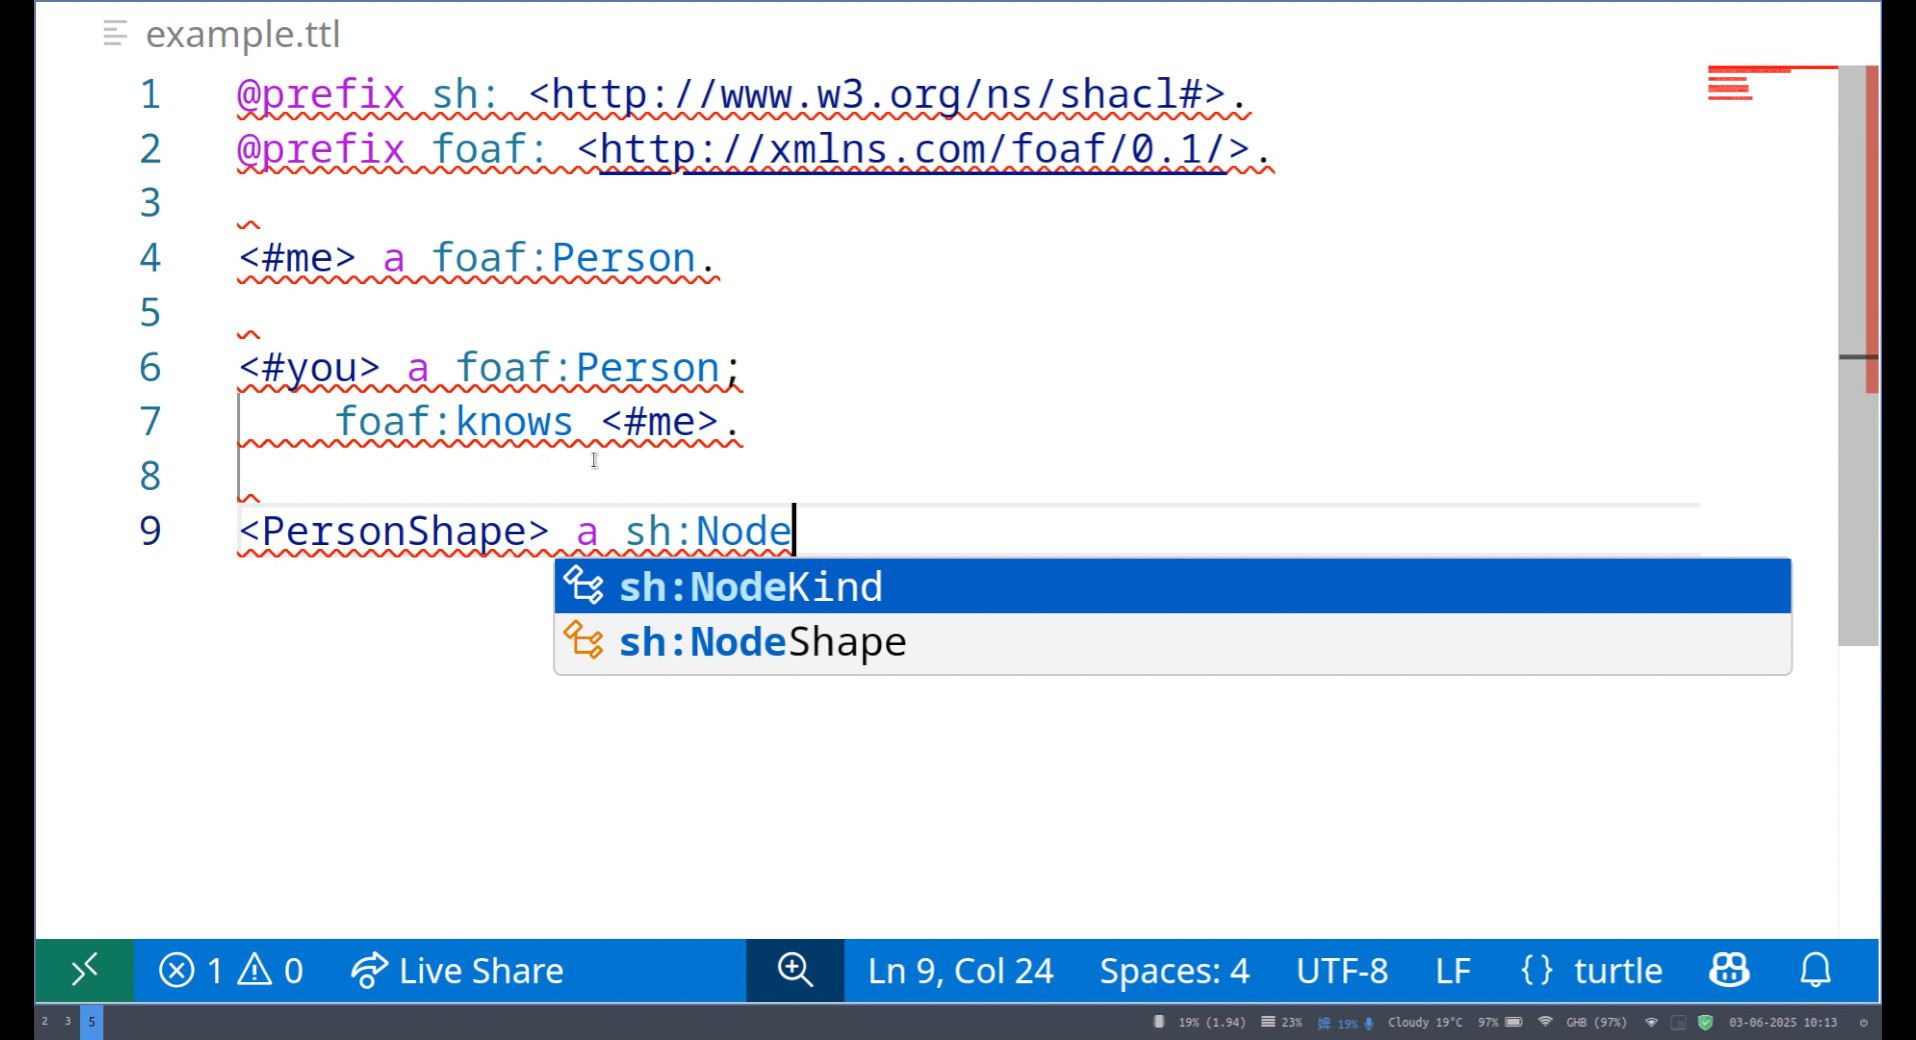 example.ttl
1 @prefix sh: <http://www.w3.org/ns/shacl#>.
2 @prefix foaf: <http://xmlns.com/foaf/0.1/>.
3
4 <#me> a foaf:Person.
5
6 <#you> a foaf:Person;
7     foaf:knows <#me>.
8
9 <PersonShape> a sh:Node
sh:NodeKind
sh:NodeShape
1 0 Live Share Ln 9, Col 24 Spaces: 4 UTF-8 LF {} turtle
2 3 5 19% (1.94) 23% 19% Cloudy 19°C 97% GHB (97%) 03-06-2025 10:13